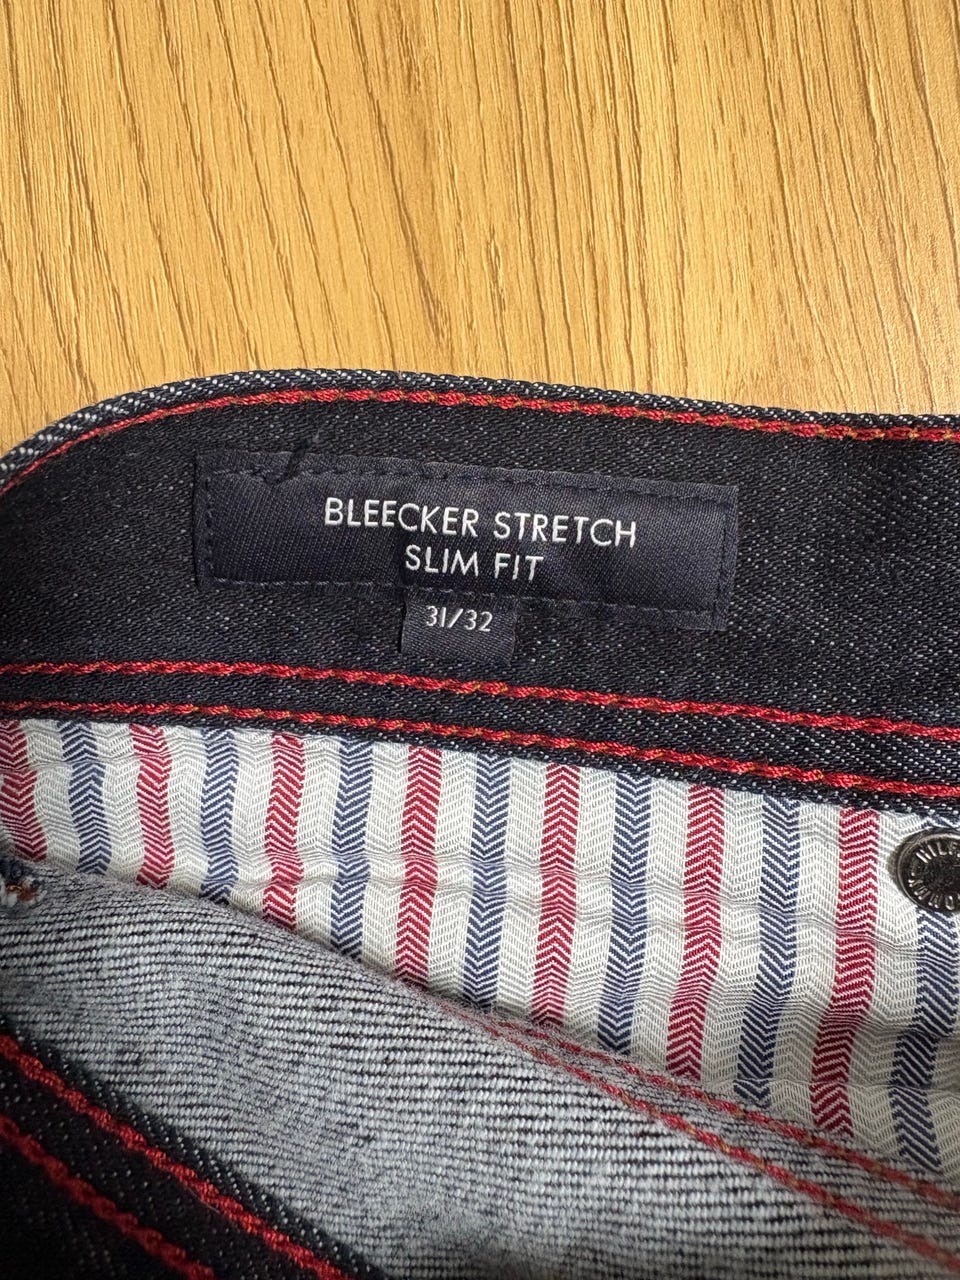 BLEECKER STRETCH
SLIM FIT
31/32